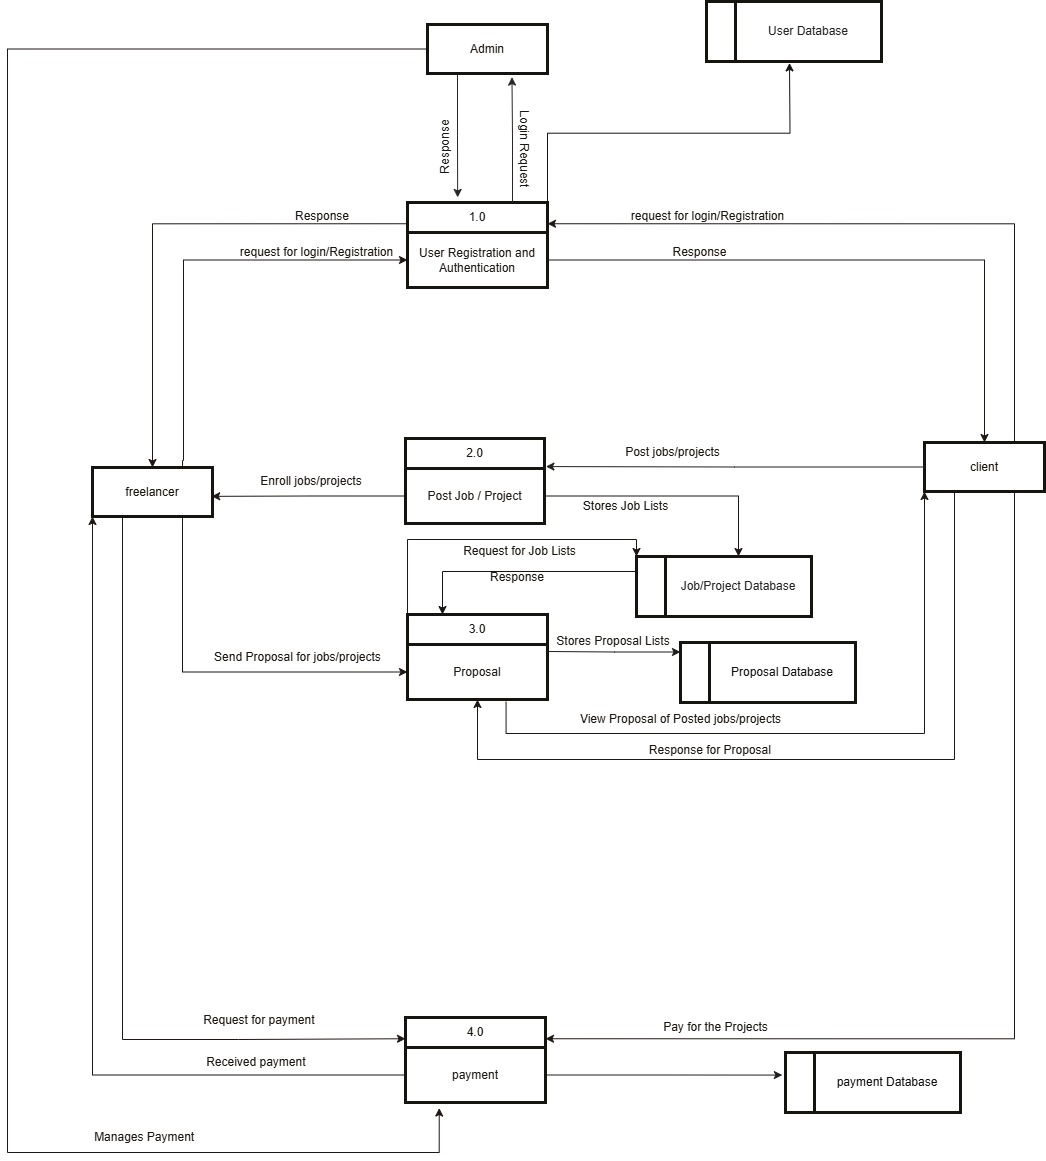 User Database
Admin
Response
Login Request
1.0
User Registration and
Authentication
Response
request for login/Registration
request for login/Registration
Response
2.0
Post Job / Project
Post jobs/projects
client
Enroll jobs/projects
freelancer
Stores Job Lists
Request for Job Lists
Response
Job/Project Database
3.0
Proposal
Stores Proposal Lists
Send Proposal for jobs/projects
Proposal Database
View Proposal of Posted jobs/projects
Response for Proposal
Request for payment
4.0
payment
Pay for the Projects
Received payment
payment Database
Manages Payment